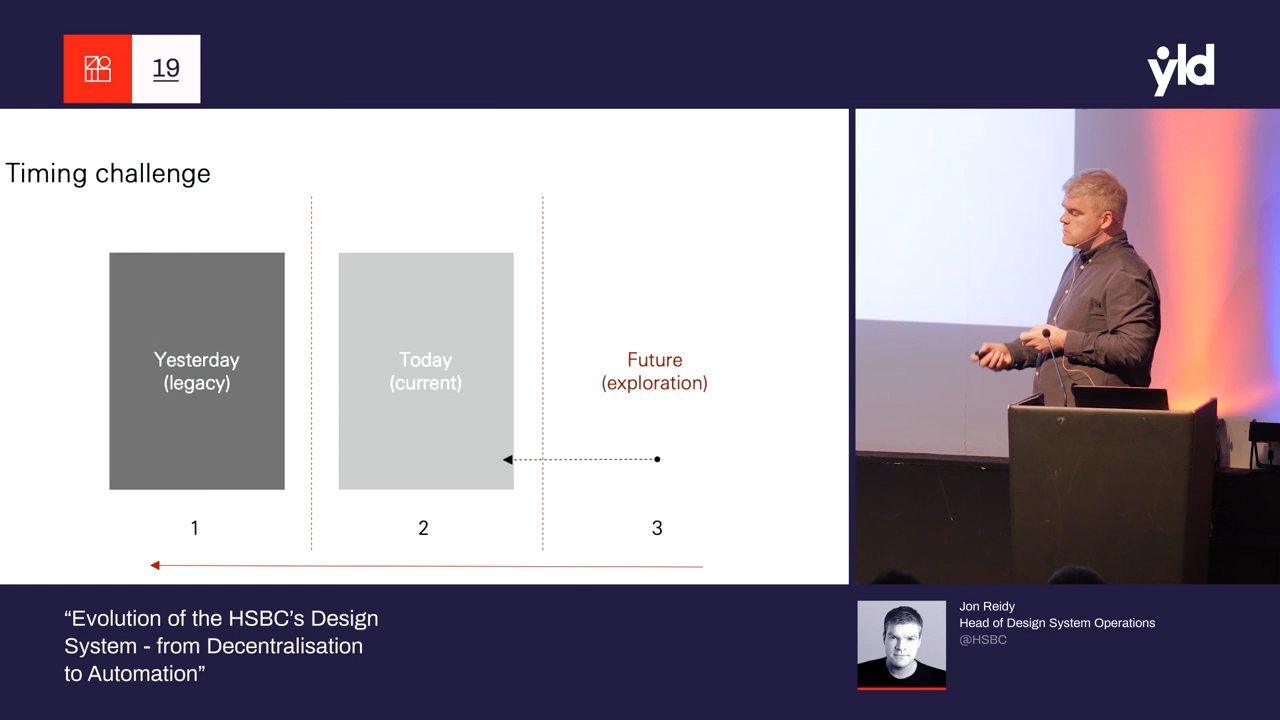 19
yld
Timing challenge
Yesterday
(legacy)
Today
(current)
Future
(exploration)
1
2
3
“Evolution of the HSBC’s Design
System - from Decentralisation
to Automation”
Jon Reidy
Head of Design System Operations
@HSBC